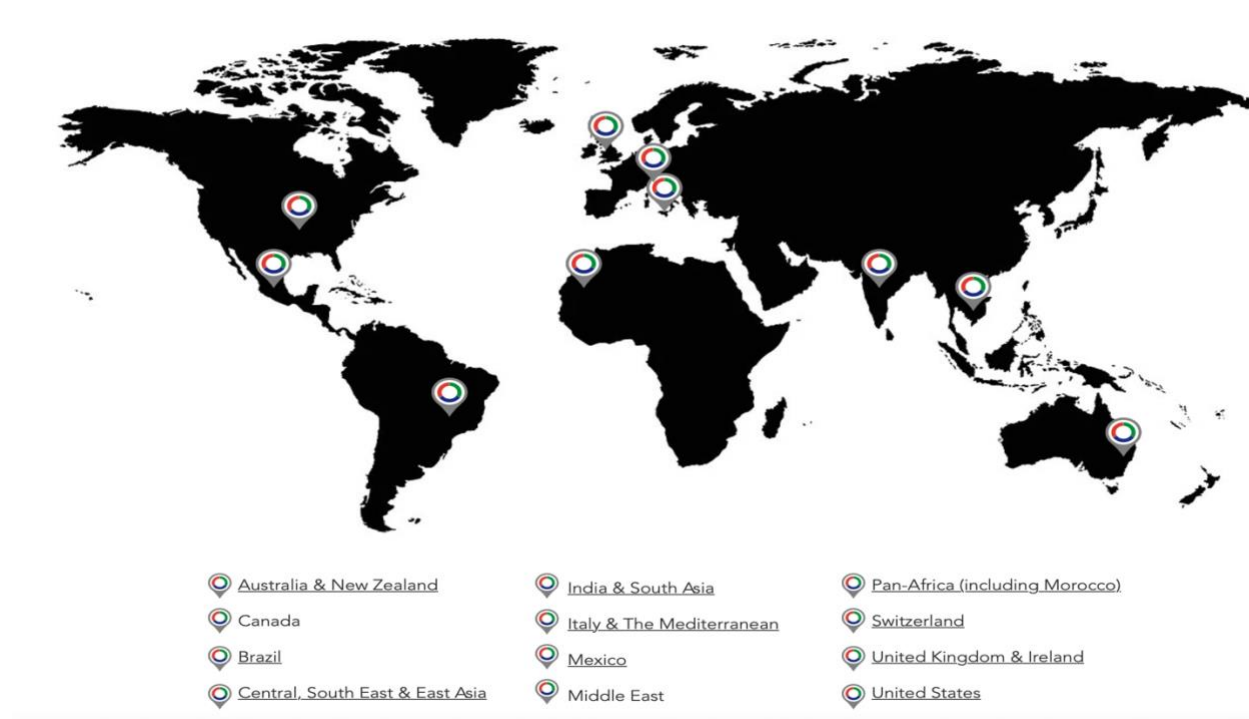 Australia & New Zealand
Canada
Brazil
Central, South East & East Asia
India & South Asia
Italy & The Mediterranean
Mexico
Middle East
Pan-Africa (including Morocco)
Switzerland
United Kingdom & Ireland
United States